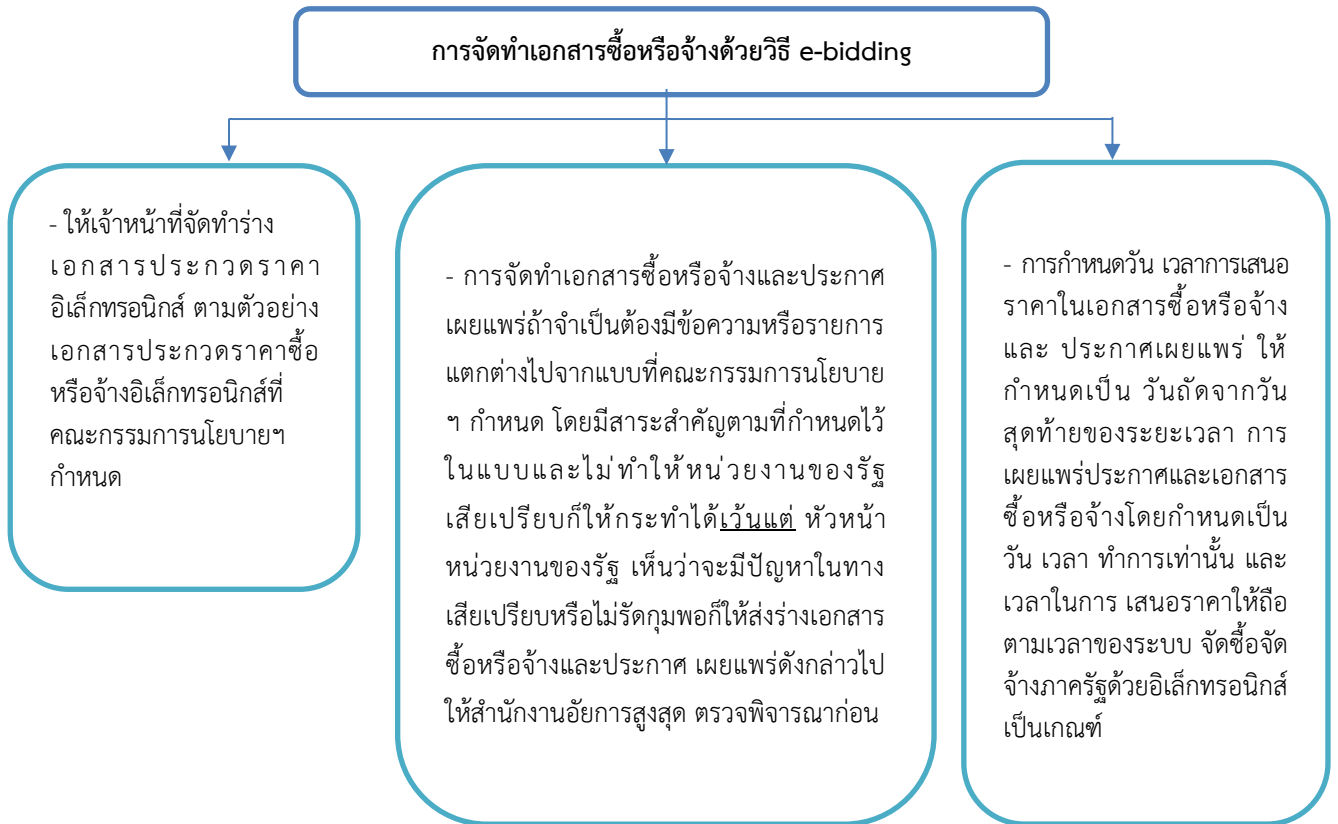 การจัดทำเอกสารซื้อหรือจ้างด้วยวิธี e-bidding
- ให้เจ้าหน้าที่จัดทำร่าง
เอกสารประกวดราคา
อิเล็กทรอนิกส์ ตามตัวอย่าง
เอกสารประกวดราคาซื้อ
หรือจ้างอิเล็กทรอนิกส์ที่
คณะกรรมการนโยบายฯ
กำหนด
- การจัดทำเอกสารซื้อหรือจ้างและประกาศ
เผยแพร่ถ้าจำเป็นต้องมีข้อความหรือรายการ
แตกต่างไปจากแบบที่คณะกรรมการนโยบาย
ฯ กำหนด โดยมีสาระสำคัญตามที่กำหนดไว้
ในแบบและไม่ทำให้หน่วยงานของรัฐ
เสียเปรียบก็ให้กระทำได้เว้นแต่ หัวหน้า
หน่วยงานของรัฐ เห็นว่าจะมีปัญหาในทาง
เสียเปรียบหรือไม่รัดกุมพอก็ให้ส่งร่างเอกสาร
ซื้อหรือจ้างและประกาศ เผยแพร่ดังกล่าวไป
ให้สำนักงานอัยการสูงสุด ตรวจพิจารณาก่อน
- การกำหนดวัน เวลาการเสนอ
ราคาในเอกสารซื้อหรือจ้าง
และ ประกาศเผยแพร่ ให้
กำหนดเป็น วันถัดจากวัน
สุดท้ายของระยะเวลา การ
เผยแพร่ประกาศและเอกสาร
ซื้อหรือจ้างโดยกำหนดเป็น
วัน เวลา ทำการเท่านั้น และ
เวลาในการ เสนอราคาให้ถือ
ตามเวลาของระบบ จัดซื้อจัด
จ้างภาครัฐด้วยอิเล็กทรอนิกส์
เป็นเกณฑ์